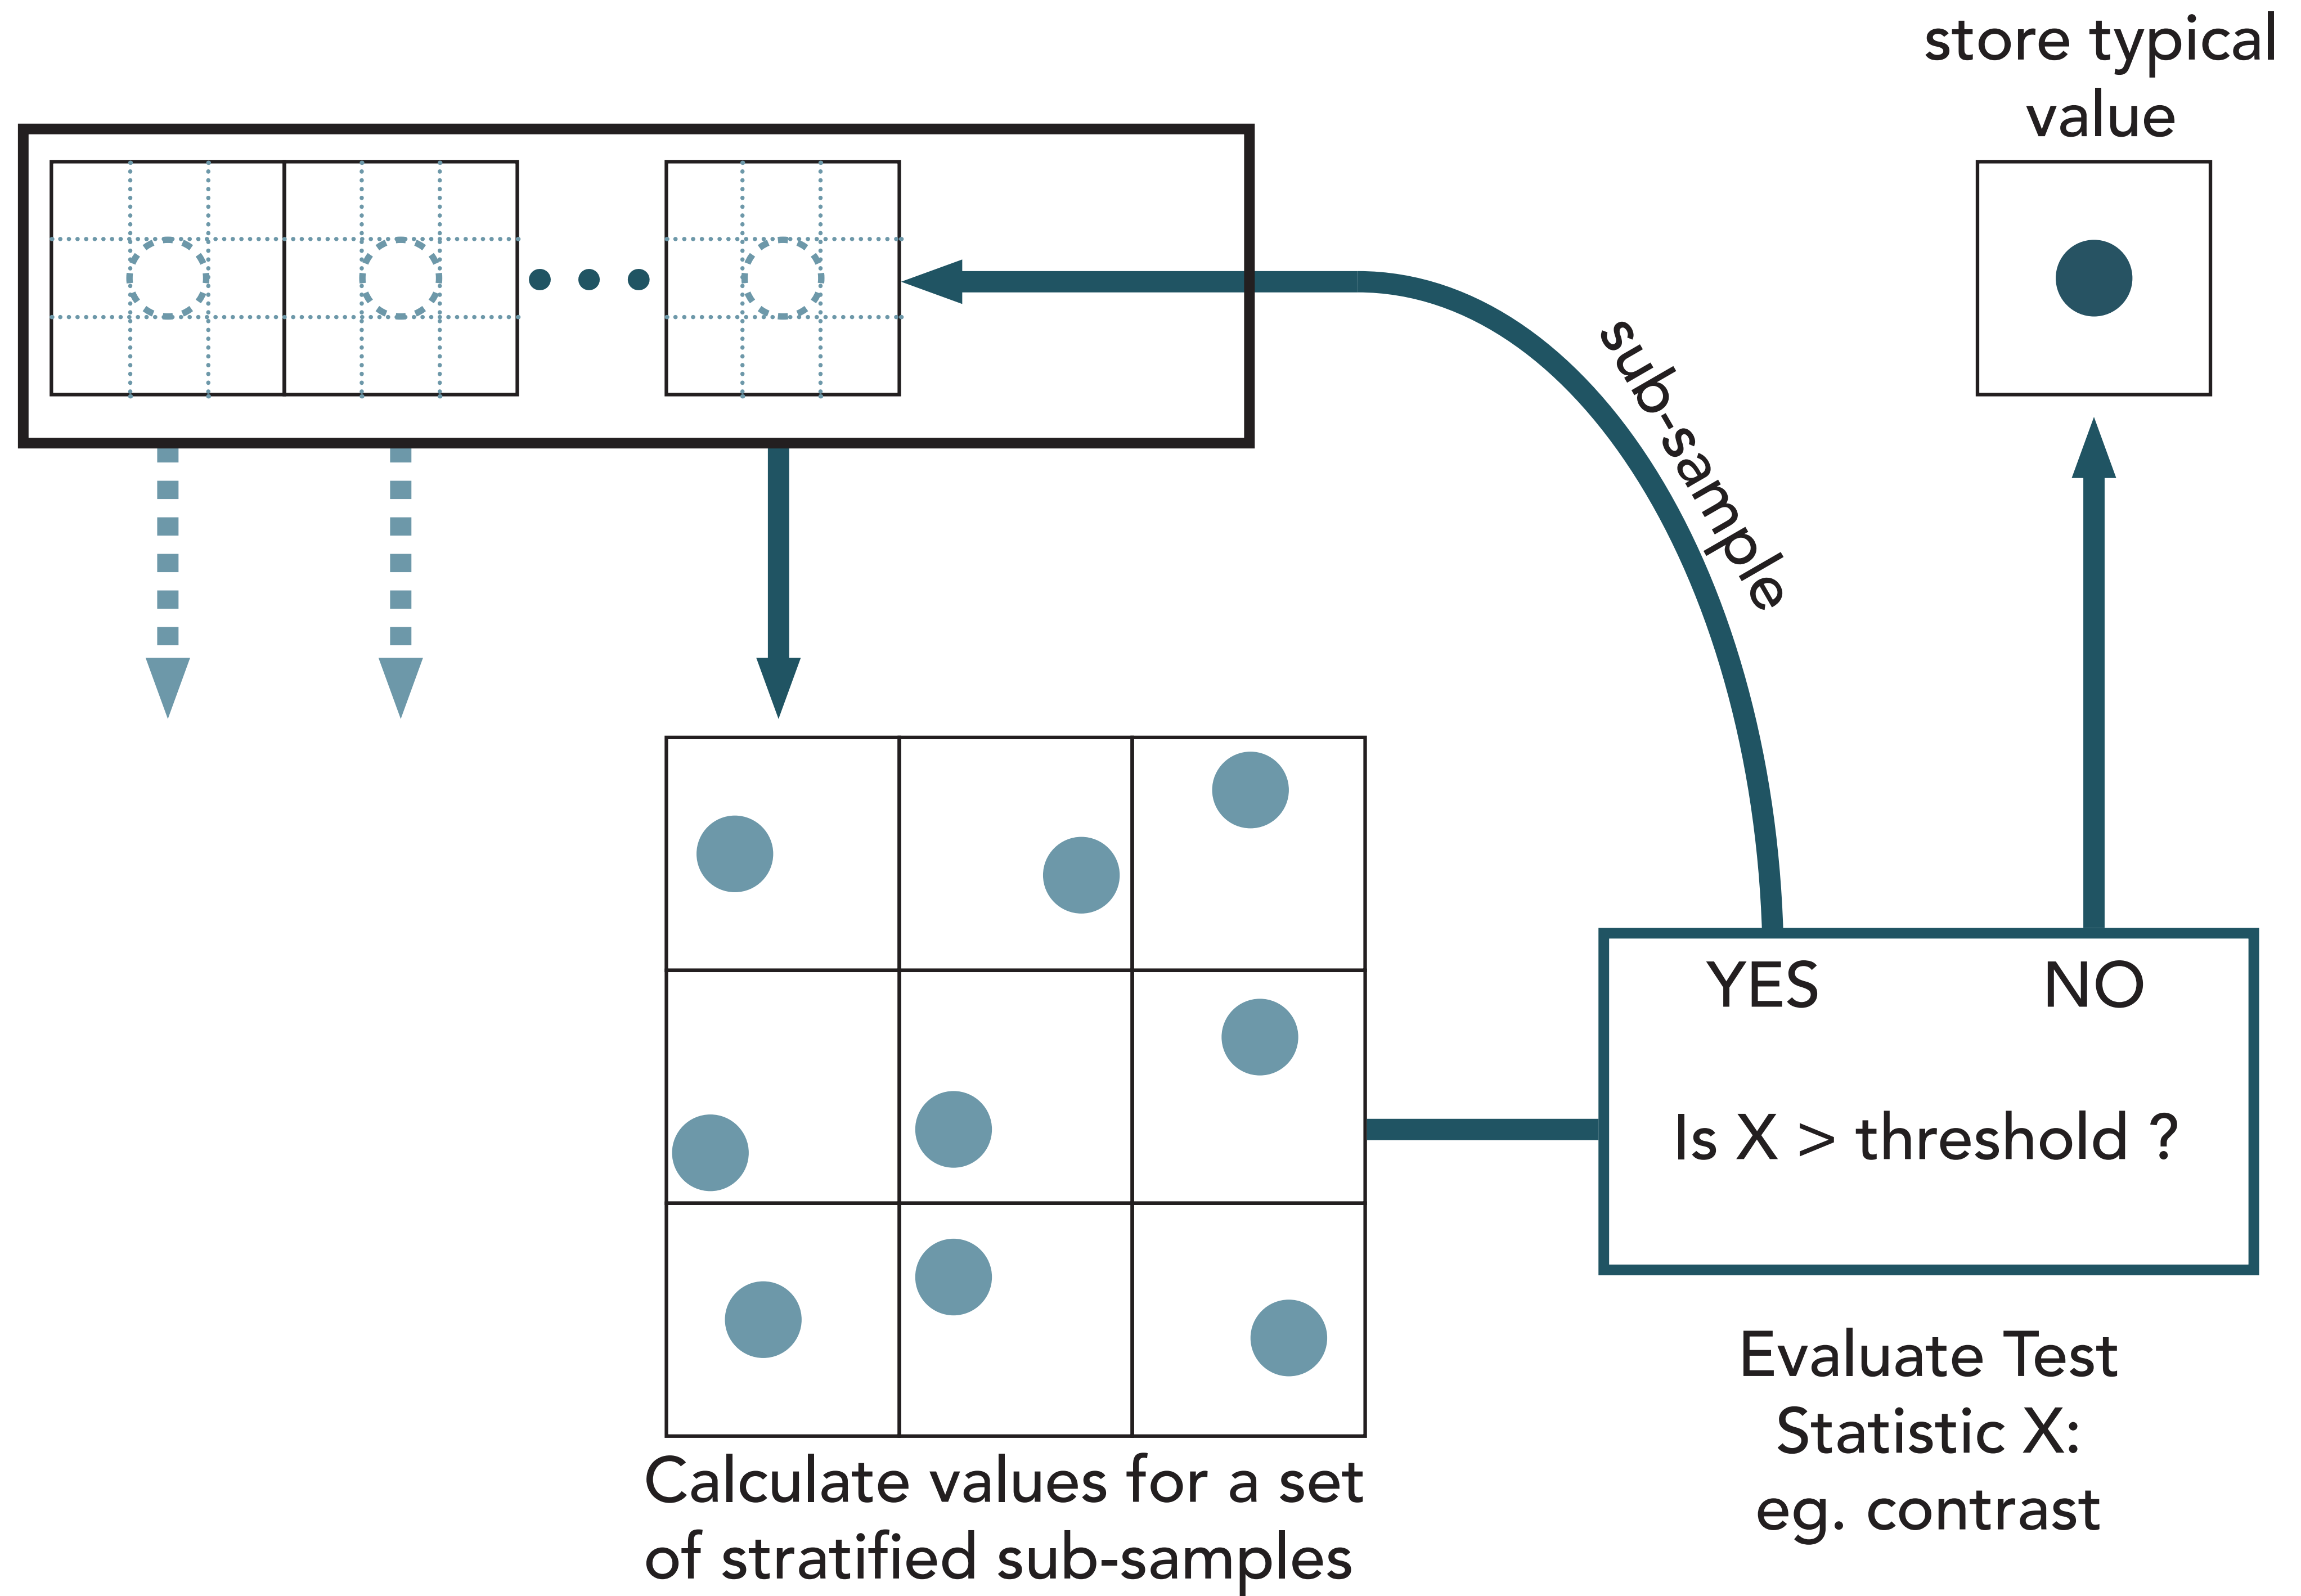 store typical
value
sub-sample
YES NO
Is X > threshold ?
Calculate values for a set
of stratified sub-samples
Evaluate Test
Statistic X:
eg. contrast